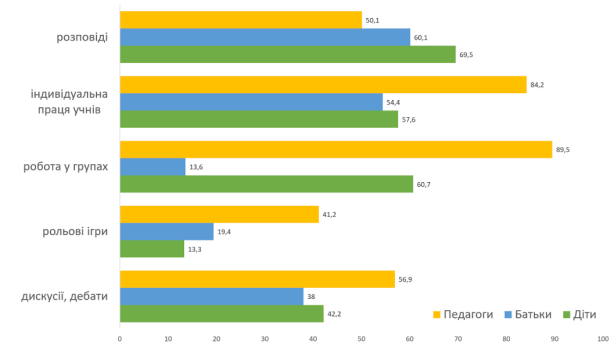 розповіді
50,1
60,1
69,5
індивідуальна
праця учнів
84,2
54,4
57,6
робота у групах
89,5
13,6
60,7
рольові ігри
41,2
19,4
13,3
дискусії, дебати
56,9
38
42,2
Педагоги Батьки Діти
0 10 20 30 40 50 60 70 80 90 100